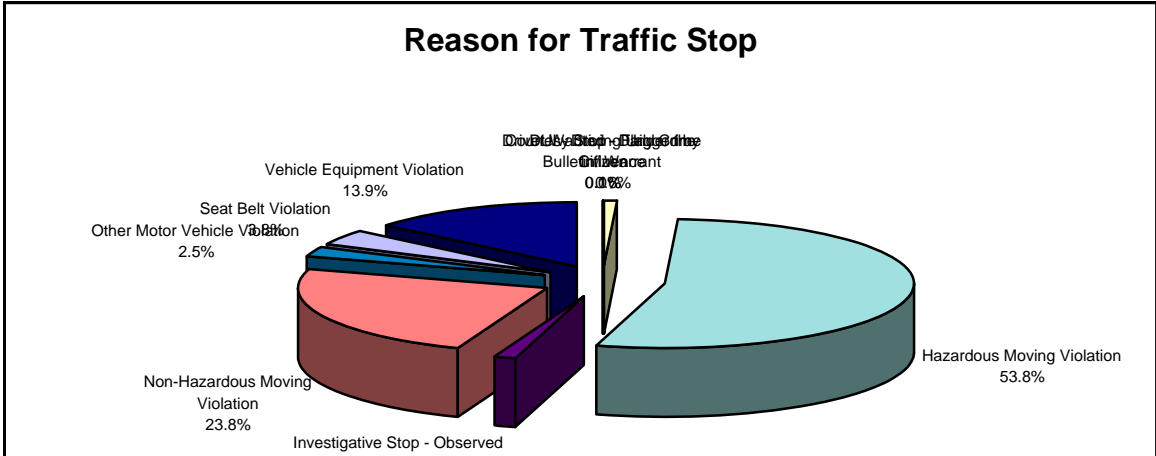 Reason for Traffic Stop
Vehicle Equipment Violation
13.9%
Seat Belt Violation
Other Motor Vehicle Violation
2.5%
Hazardous Moving Violation
53.8%
Non-Hazardous Moving
Violation
23.8%
Investigative Stop - Observed